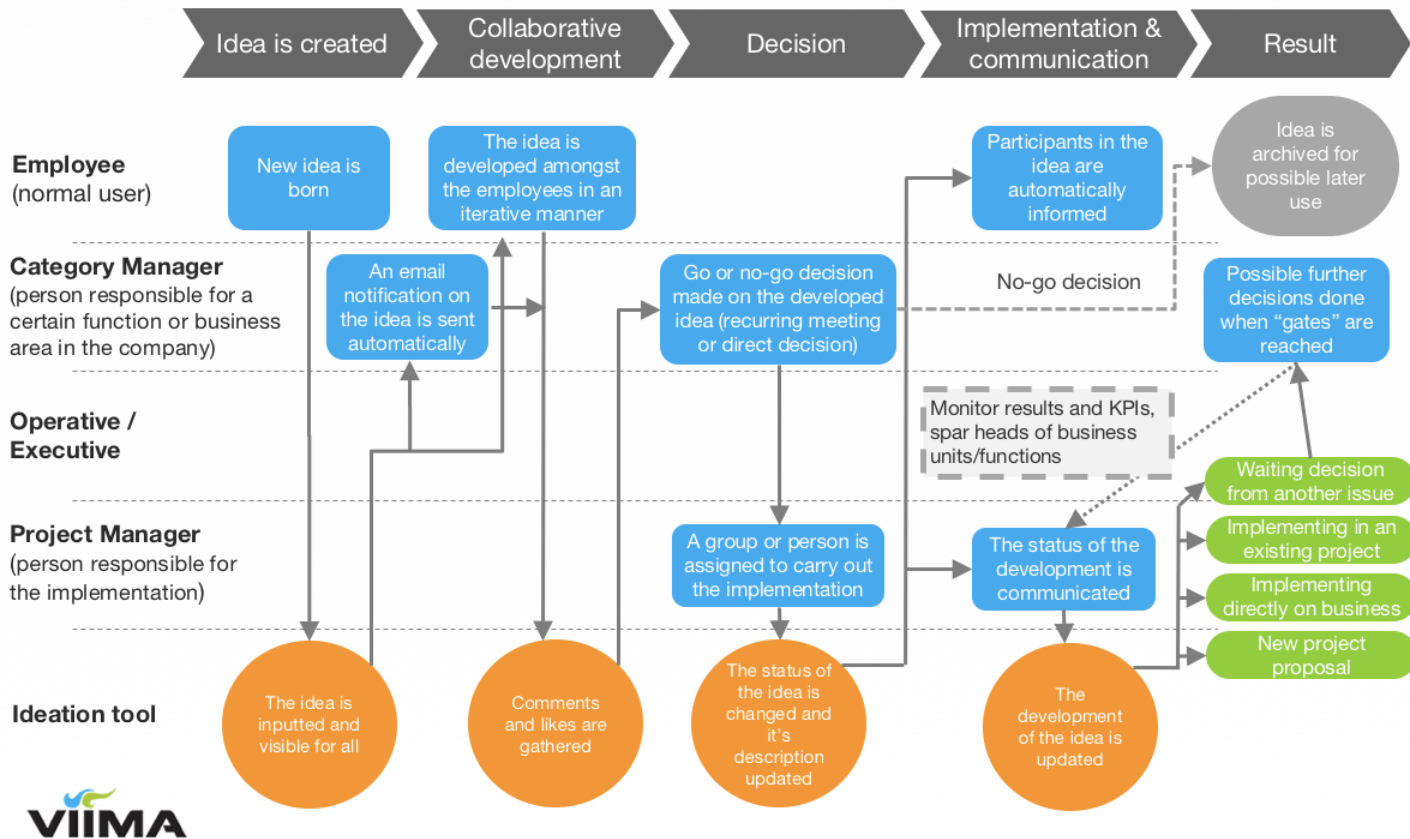 Idea is created
Collaborative
development
Decision
Implementation &
communication
Result
Employee
(normal user)
New idea is
born
The idea is
developed amongst
the employees in an
iterative manner
Participants in the
idea are
automatically
informed
Idea is
archived for
possible later
use
Category Manager
(person responsible for a
certain function or business
area in the company)
An email
notification on
the idea is sent
automatically
Go or no-go decision
made on the developed
idea (recurring meeting
or direct decision)
No-go decision
Possible further
decisions done
when “gates” are
reached
Operative /
Executive
Monitor results and KPIs,
spar heads of business
units/functions
Waiting decision
from another issue
Project Manager
(person responsible for
the implementation)
A group or person is
assigned to carry out
the implementation
The status of the
development is
communicated
Implementing in an
existing project
Implementing
directly on business
New project
proposal
Ideation tool
The idea is
inputted and
visible for all
Comments
and likes are
gathered
The status of
the idea is
changed and
it’s
description
updated
The
development
of the idea is
updated
VIIMA